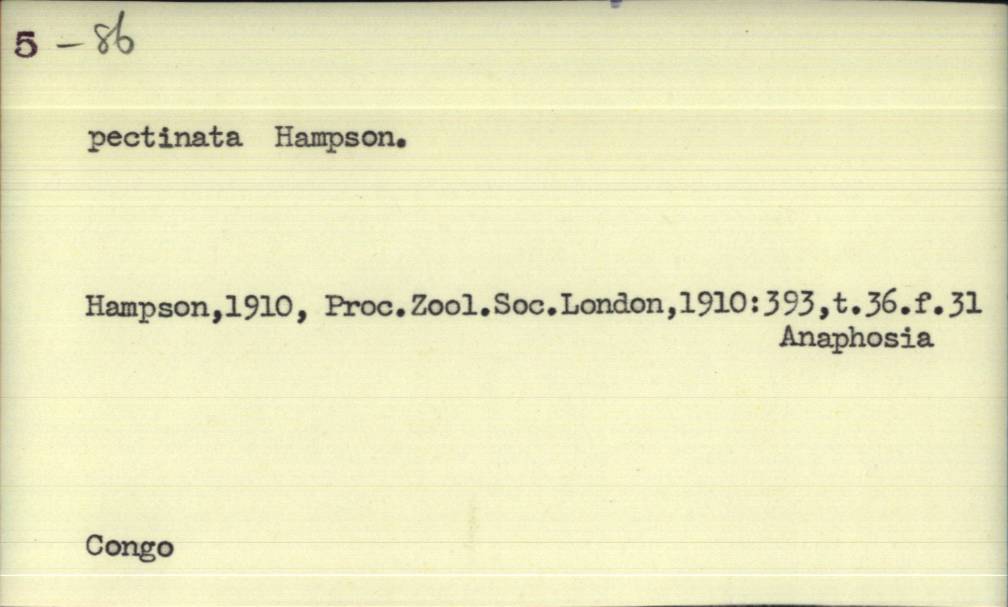 5 - 86
pectinata Hampson.
Hampson,1910, Proc.Zool.Soc.London,1910:393,t.36.f.31
Anaphosia
Congo